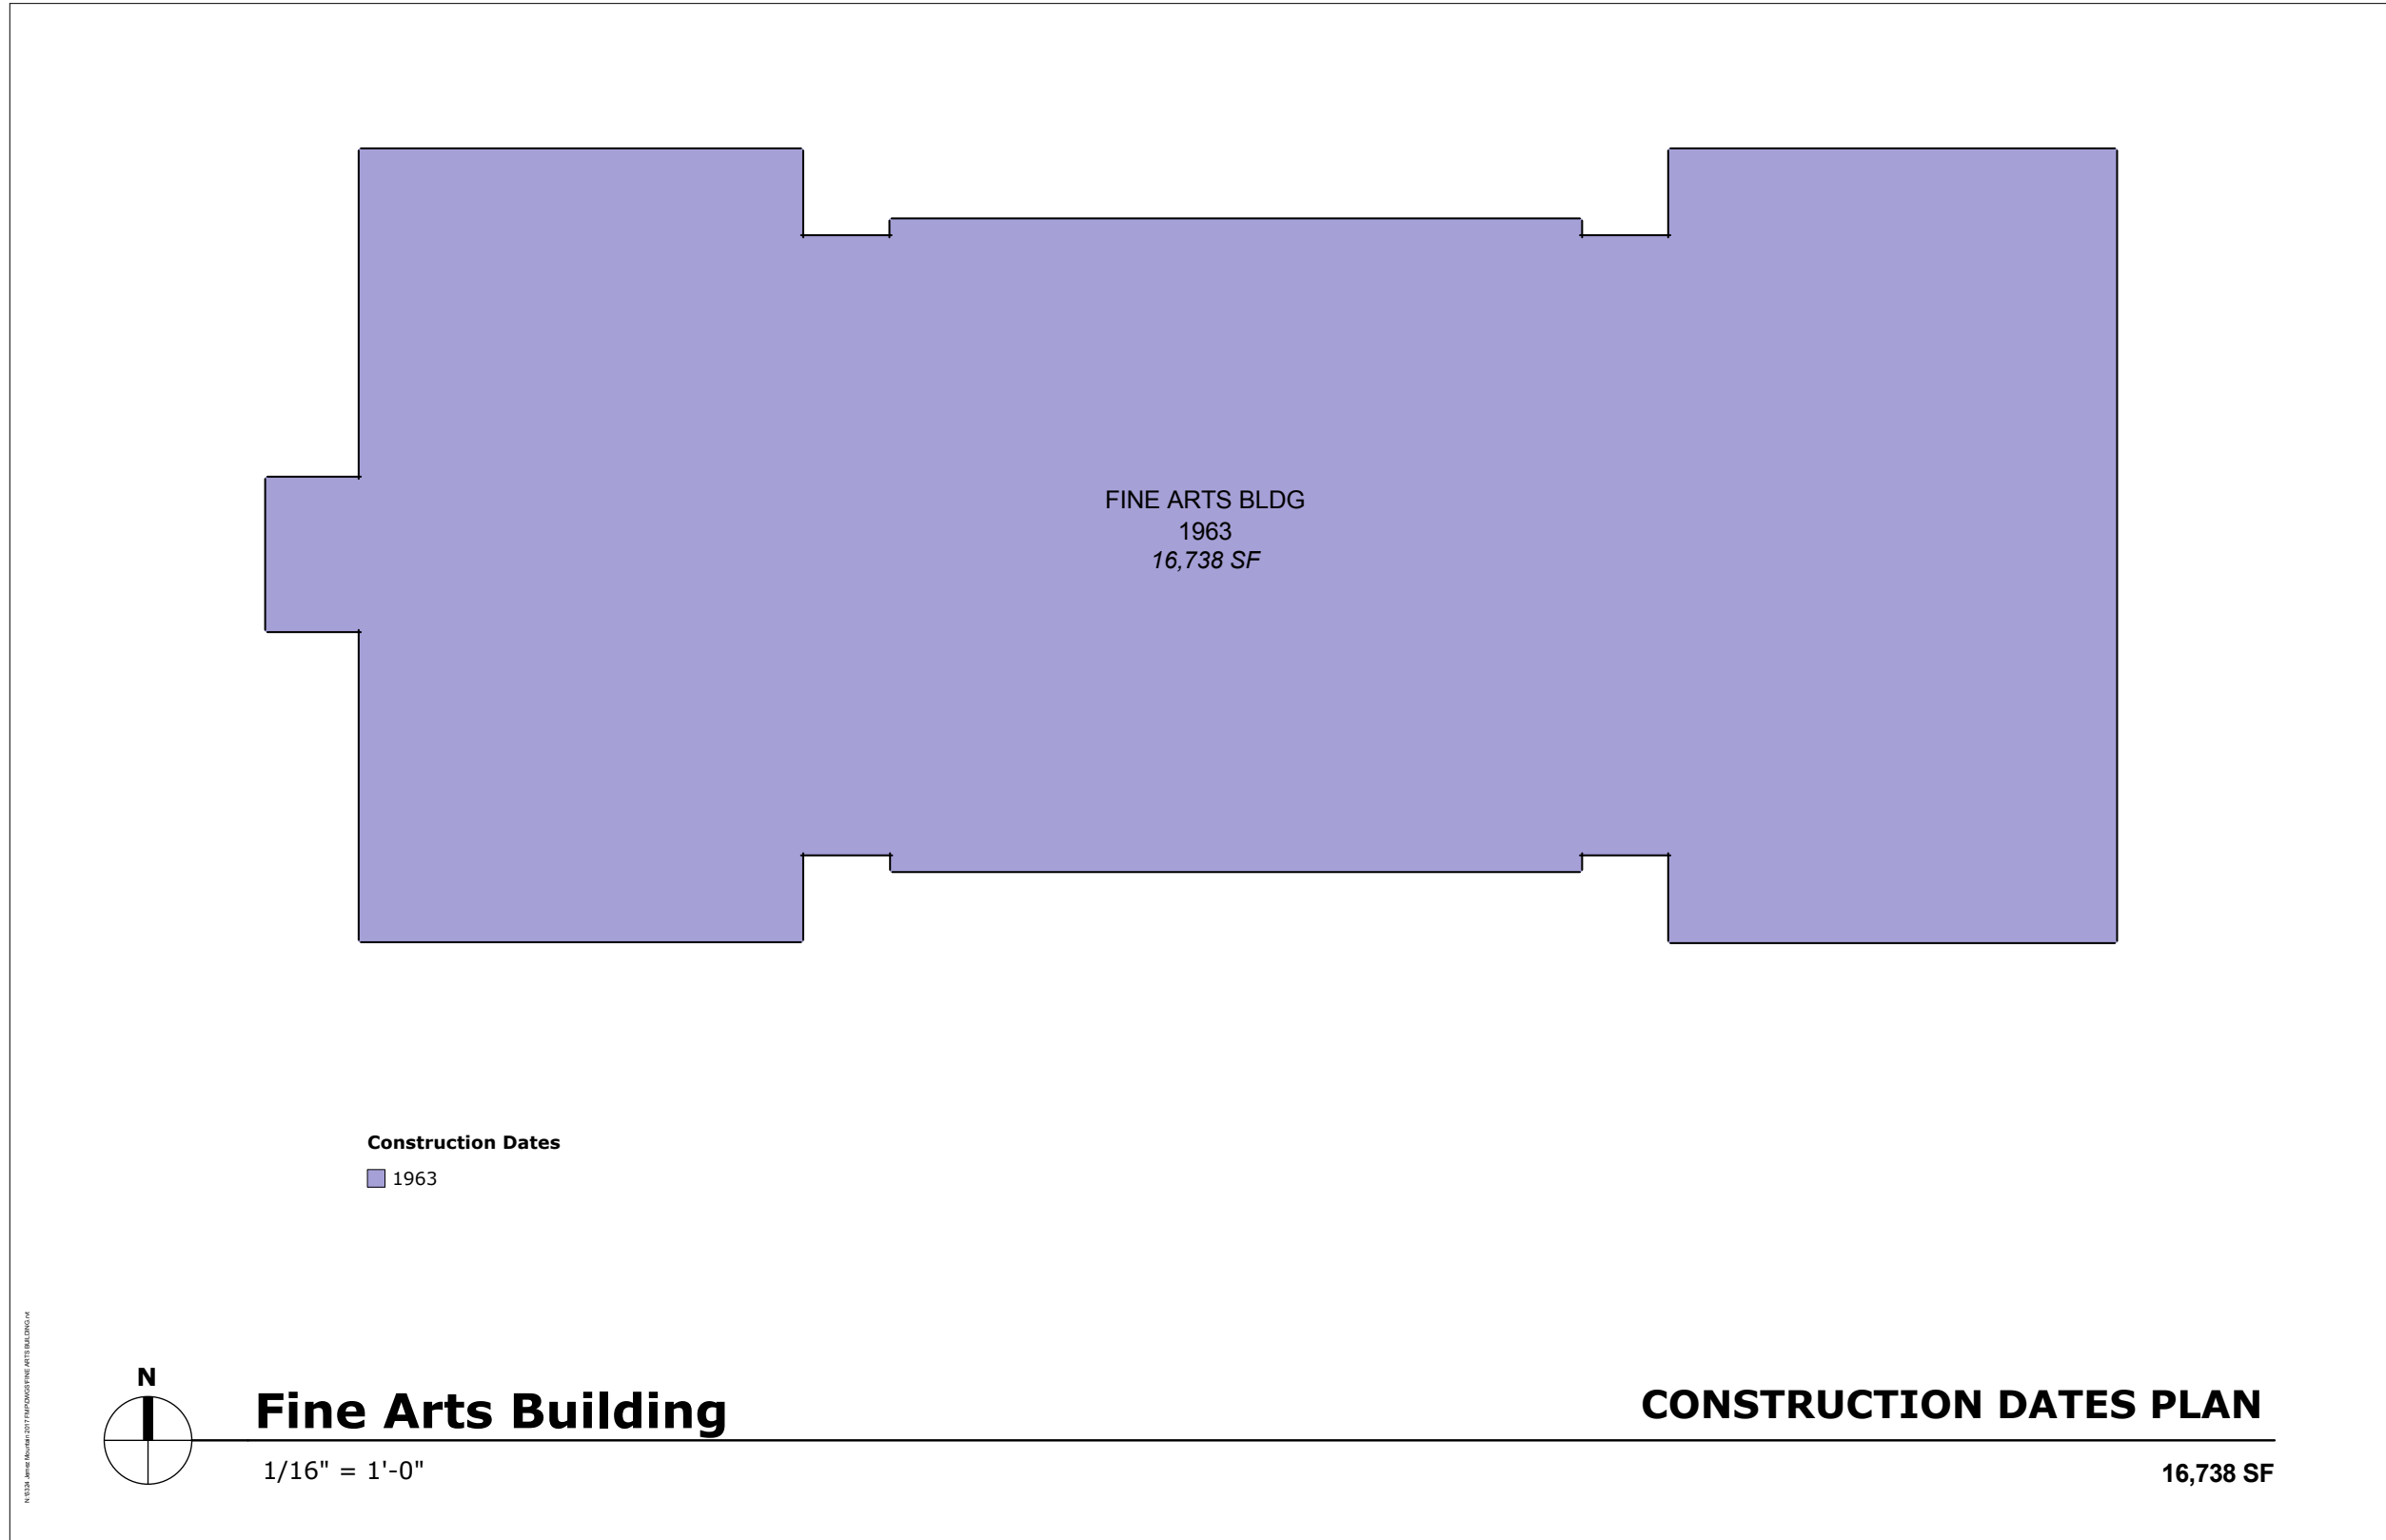 FINE ARTS BLDG
1963
16,738 SF
Construction Dates
1963
N
Fine Arts Building
CONSTRUCTION DATES PLAN
1/16" = 1'-0"
16,738 SF